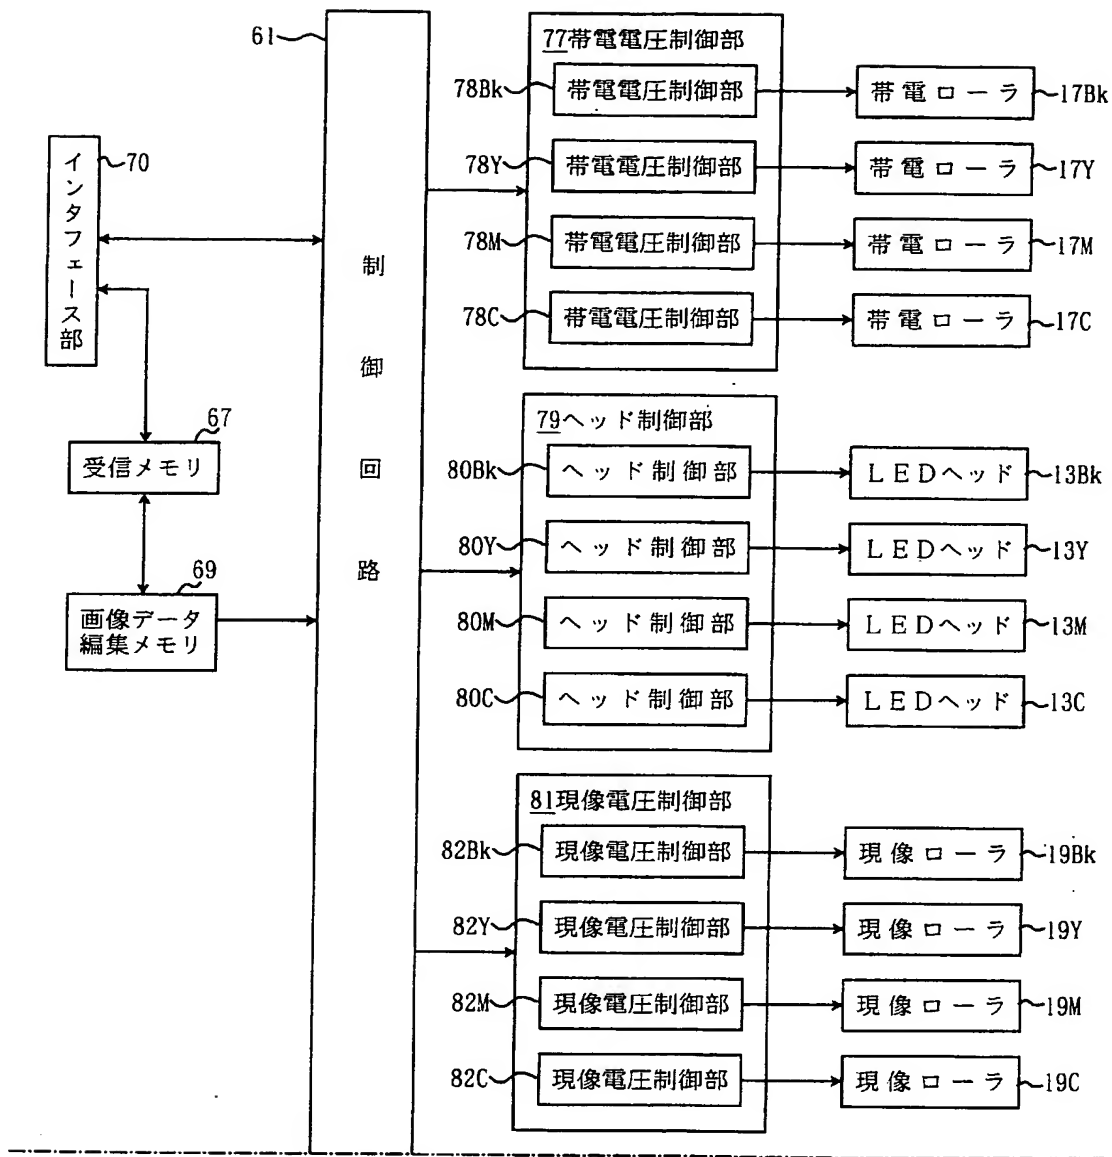 61
制御回路
70
インタフェース部
67
受信メモリ
69
画像データ
編集メモリ
77帯電電圧制御部
78Bk 帯電電圧制御部 帯電ローラ 17Bk
78Y 帯電電圧制御部 帯電ローラ 17Y
78M 帯電電圧制御部 帯電ローラ 17M
78C 帯電電圧制御部 帯電ローラ 17C
79ヘッド制御部
80Bk ヘッド制御部 LEDヘッド 13Bk
80Y ヘッド制御部 LEDヘッド 13Y
80M ヘッド制御部 LEDヘッド 13M
80C ヘッド制御部 LEDヘッド 13C
81現像電圧制御部
82Bk 現像電圧制御部 現像ローラ 19Bk
82Y 現像電圧制御部 現像ローラ 19Y
82M 現像電圧制御部 現像ローラ 19M
82C 現像電圧制御部 現像ローラ 19C